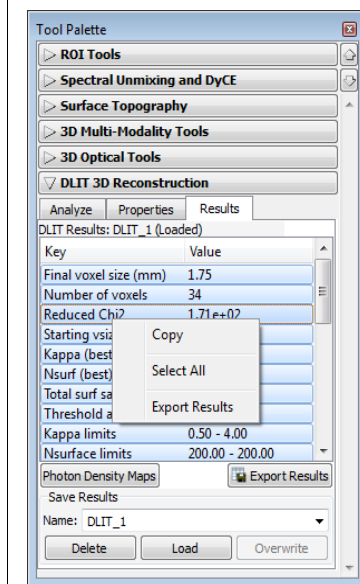 Tool Palette
ROI Tools
Spectral Unmixing and DyCE
Surface Topography
3D Multi-Modality Tools
3D Optical Tools
DLIT 3D Reconstruction
Analyze Properties Results
DLIT Results: DLIT_1 (Loaded)
Key Value
Final voxel size (mm) 1.75
Number of voxels 34
Reduced Chi2 1.71e+02
Starting vsiz
Copy
Kappa (best
Select All
Nsurf (best)
Total surf sa
Export Results
Threshold a
Kappa limits 0.50 - 4.00
Nsurface limits 200.00 - 200.00
Photon Density Maps Export Results
Save Results
Name: DLIT_1
Delete Load Overwrite